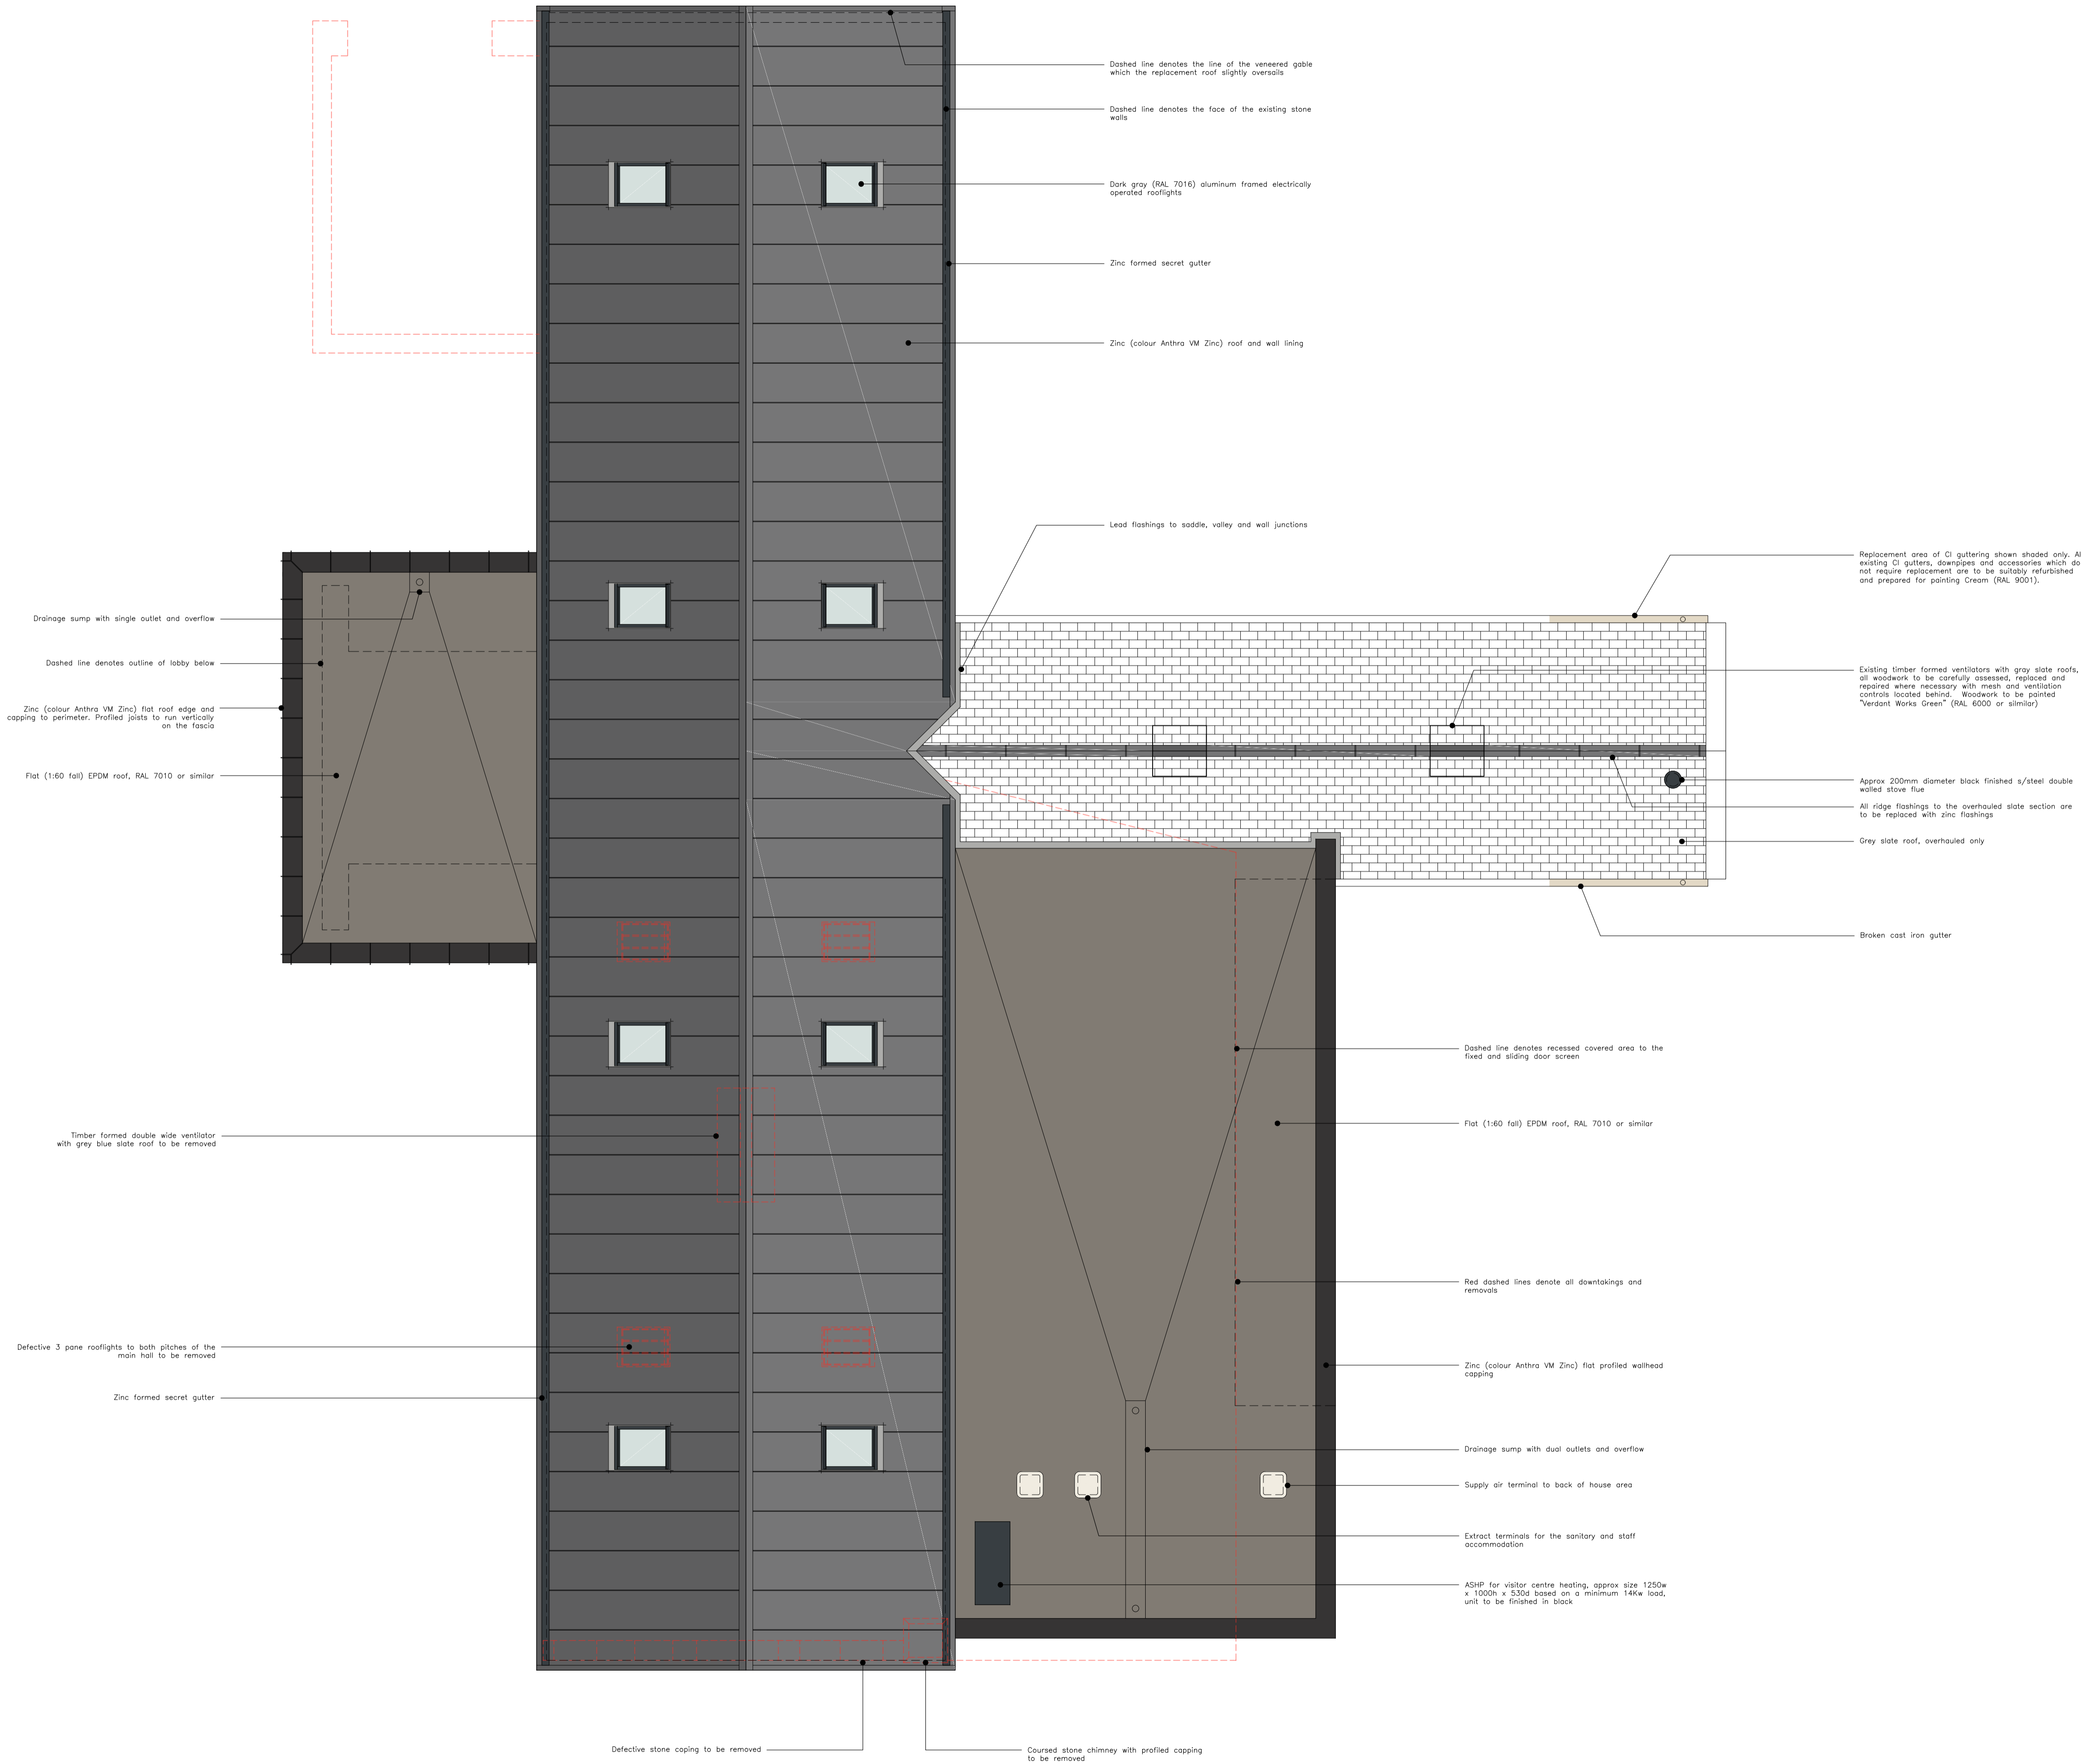 Dashed line denotes the line of the veneered gable
which the replacement roof slightly oversails
Dashed line denotes the face of the existing stone
walls
Dark gray (RAL 7016) aluminum framed electrically
operated rooflights
Zinc formed secret gutter
Zinc (colour Anthra VM Zinc) roof and wall lining
Lead flashings to saddle, valley and wall junctions
Replacement area of CI guttering shown shaded only. Al
existing CI gutters, downpipes and accessories which do
not require replacement are to be suitably refurbished
and prepared for painting Cream (RAL 9001).
Existing timber formed ventilators with gray slate roofs,
all woodwork to be carefully assessed, replaced and
repaired where necessary with mesh and ventilation
controls located behind. Woodwork to be painted
"Verdant Works Green" (RAL 6000 or silmilar)
Approx 200mm diameter black finished s/steel double
walled stove flue
All ridge flashings to the overhauled slate section are
to be replaced with zinc flashings
Grey slate roof, overhauled only
Broken cast iron gutter
Drainage sump with single outlet and overflow
Dashed line denotes outline of lobby below
Zinc (colour Anthra VM Zinc) flat roof edge and
capping to perimeter. Profiled joists to run vertically
on the fascia
Flat (1:60 fall) EPDM roof, RAL 7010 or similar
Timber formed double wide ventilator
with grey blue slate roof to be removed
Defective 3 pane rooflights to both pitches of the
main hall to be removed
Zinc formed secret gutter
Dashed line denotes recessed covered area to the
fixed and sliding door screen
Flat (1:60 fall) EPDM roof, RAL 7010 or similar
Red dashed lines denote all downtakings and
removals
Zinc (colour Anthra VM Zinc) flat profiled wallhead
capping
Drainage sump with dual outlets and overflow
Supply air terminal to back of house area
Extract terminals for the sanitary and staff
accommodation
ASHP for visitor centre heating, approx size 1250w
x 1000h x 530d based on a minimum 14Kw load,
unit to be finished in black
Defective stone coping to be removed
Coursed stone chimney with profiled capping
to be removed